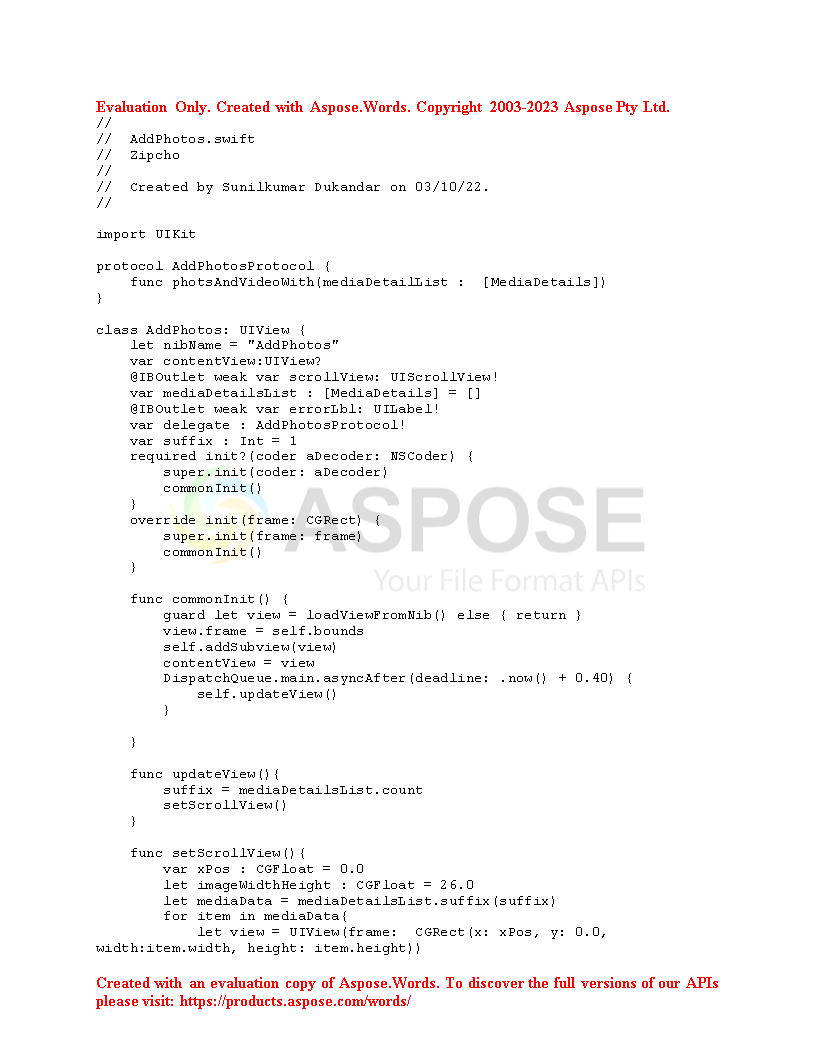 Evaluation Only. Created with Aspose.Words. Copyright 2003-2023 Aspose Pty Ltd.
//
//  AddPhotos.swift
//  Zipcho
//
//  Created by Sunilkumar Dukandar on 03/10/22.
//
import UIKit
protocol AddPhotosProtocol {
    func photsAndVideoWith(mediaDetailList :  [MediaDetails])
}
class AddPhotos: UIView {
    let nibName = "AddPhotos"
    var contentView:UIView?
    @IBOutlet weak var scrollView: UIScrollView!
    var mediaDetailsList : [MediaDetails] = []
    @IBOutlet weak var errorLbl: UILabel!
    var delegate : AddPhotosProtocol!
    var suffix : Int = 1
    required init?(coder aDecoder: NSCoder) {
        super.init(coder: aDecoder)
        commonInit()
    }
    override init(frame: CGRect) {
        super.init(frame: frame)
        commonInit()
    }
ASPOSE
Your File Format APIs
    func commonInit() {
        guard let view = loadViewFromNib() else { return }
        view.frame = self.bounds
        self.addSubview(view)
        contentView = view
        DispatchQueue.main.asyncAfter(deadline: .now() + 0.40) {
            self.updateView()
        }
    }
    func updateView(){
        suffix = mediaDetailsList.count
        setScrollView()
    }
    func setScrollView(){
        var xPos : CGFloat = 0.0
        let imageWidthHeight : CGFloat = 26.0
        let mediaData = mediaDetailsList.suffix(suffix)
        for item in mediaData{
            let view = UIView(frame:  CGRect(x: xPos, y: 0.0,
width:item.width, height: item.height))
Created with an evaluation copy of Aspose.Words. To discover the full versions of our APIs
please visit: https://products.aspose.com/words/